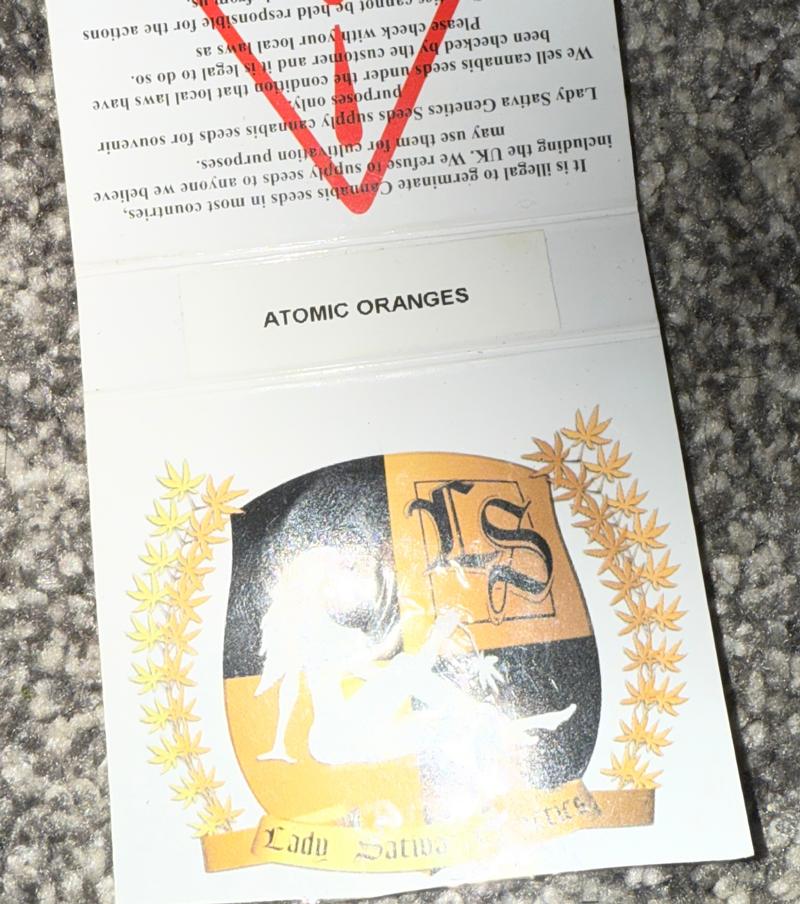 It is illegal to germinate Cannabis seeds in most countries,
including the UK. We refuse to supply seeds to anyone we believe
may use them for cultivation purposes.
Lady Sativa Genetics Seeds supply cannabis seeds for souvenir
purposes only.
We sell cannabis seeds under the condition that local laws have
been checked by the customer and it is legal to do so.
Please check with your local laws as
cannot be held responsible for the actions
us.
ATOMIC ORANGES
LS
Lady Sativa